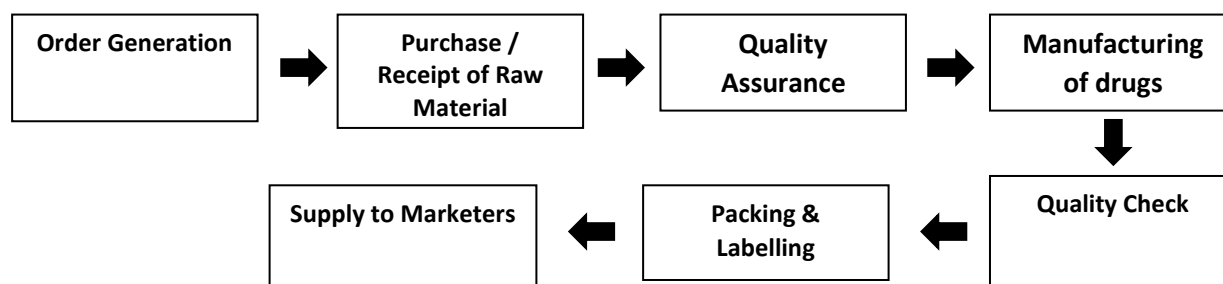 Order Generation
Purchase /
Receipt of Raw
Material
Quality
Assurance
Manufacturing
of drugs
Quality Check
Packing &
Labelling
Supply to Marketers